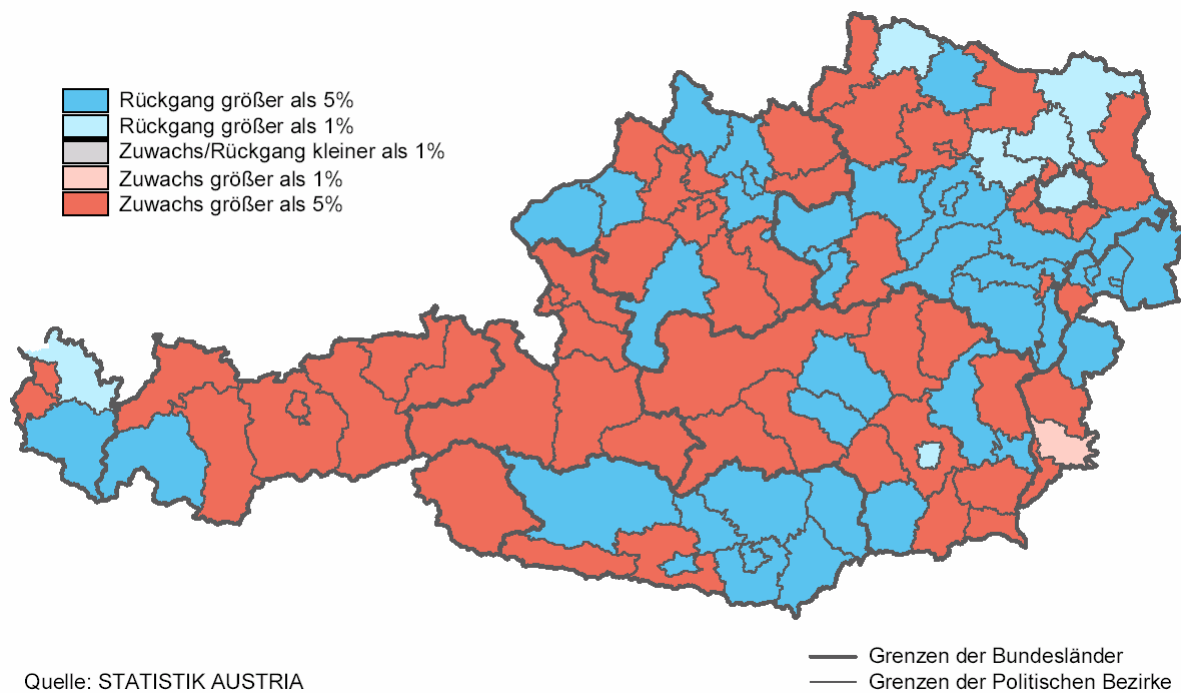 Rückgang größer als 5%
Rückgang größer als 1%
Zuwachs/Rückgang kleiner als 1%
Zuwachs größer als 1%
Zuwachs größer als 5%
Grenzen der Bundesländer
Quelle: STATISTIK AUSTRIA
Grenzen der Politischen Bezirke